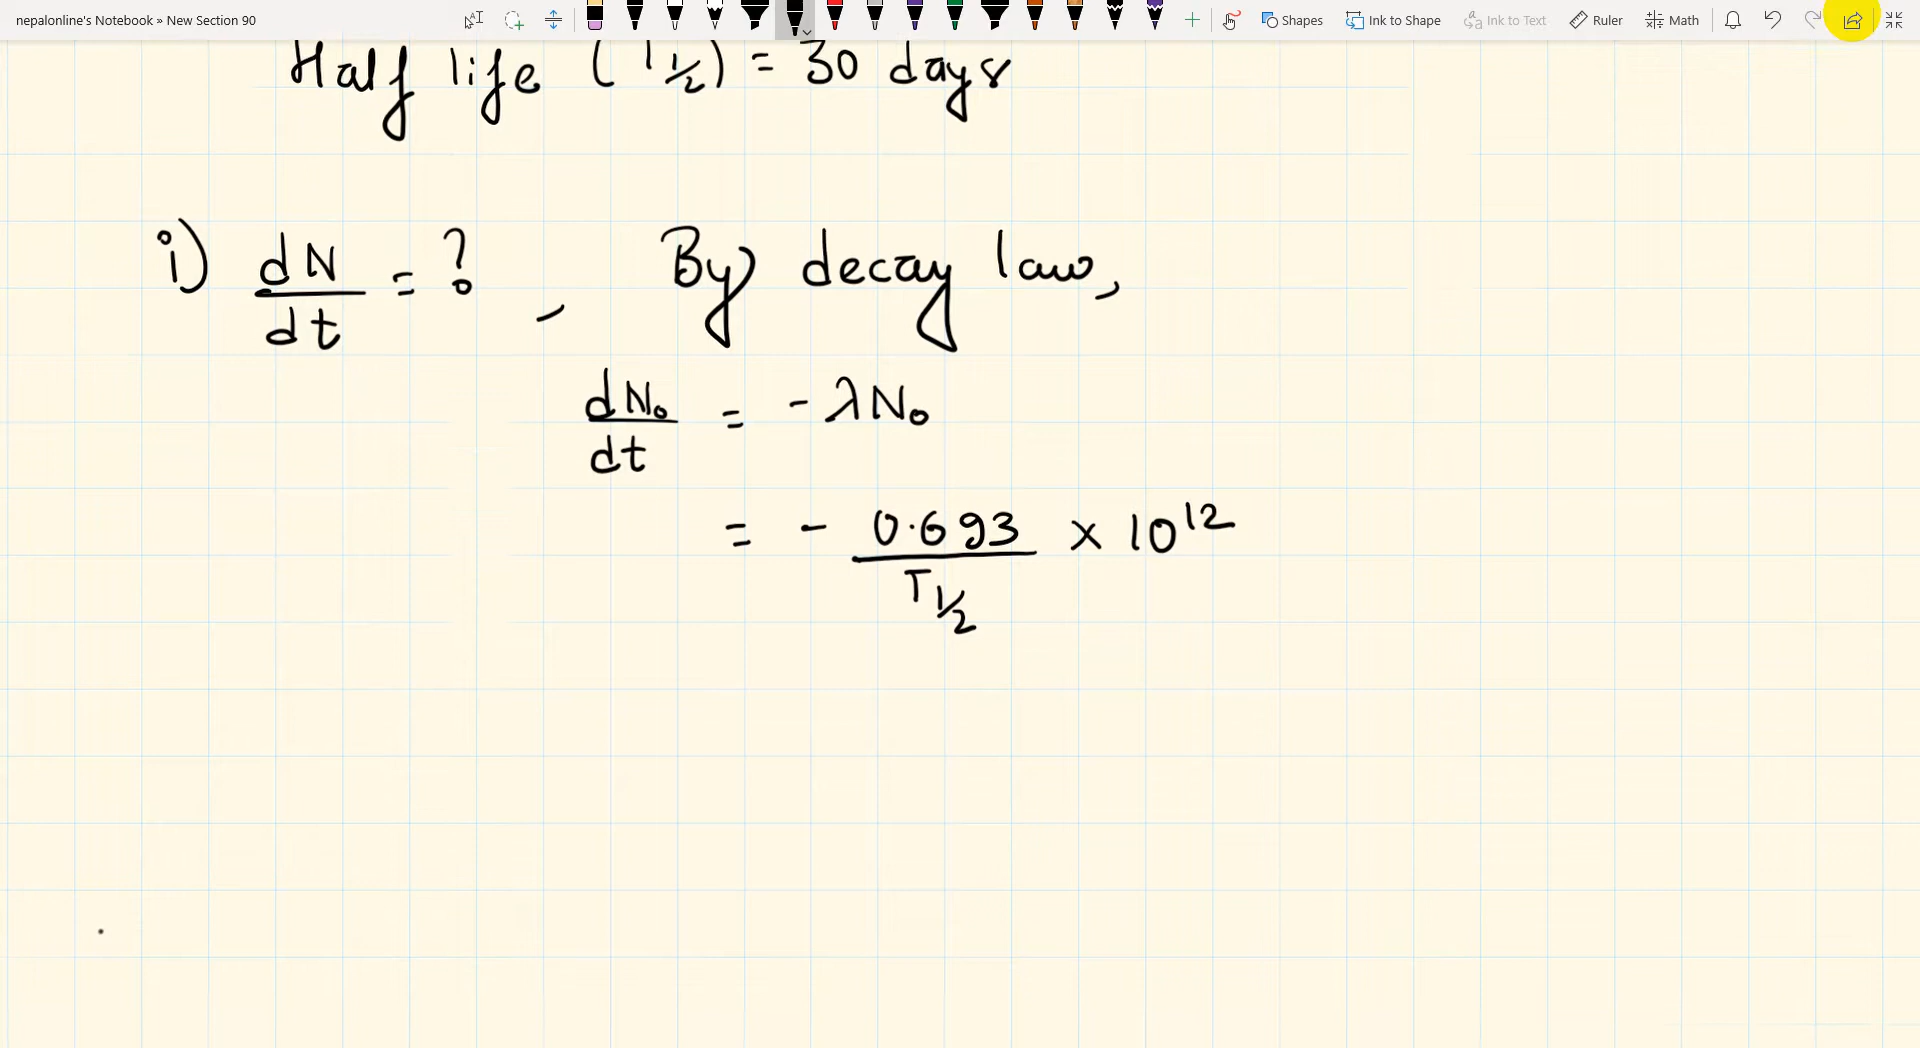 nepalonline's Notebook » New Section 90
Shapes Ink to Shape Ink to Text Ruler Math
Half life (T½) = 30 days
i) dN/dt = ? , By decay law,
dN₀/dt = - λN₀
= - 0.693/T½ × 10¹²